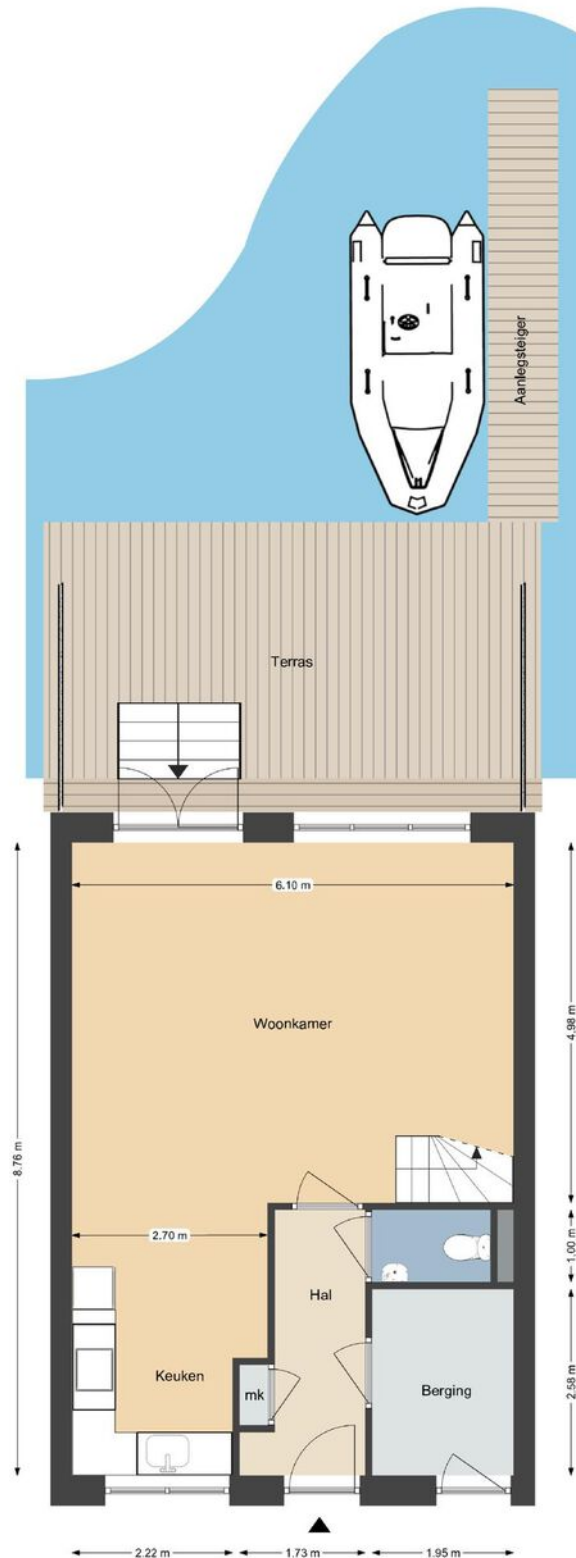 Aanlegsteiger
Terras
6.10 m
Woonkamer
4.98 m
8.76 m
2.70 m
1.00 m
Hal
Keuken
mk
Berging
2.58 m
2.22 m
1.73 m
1.95 m